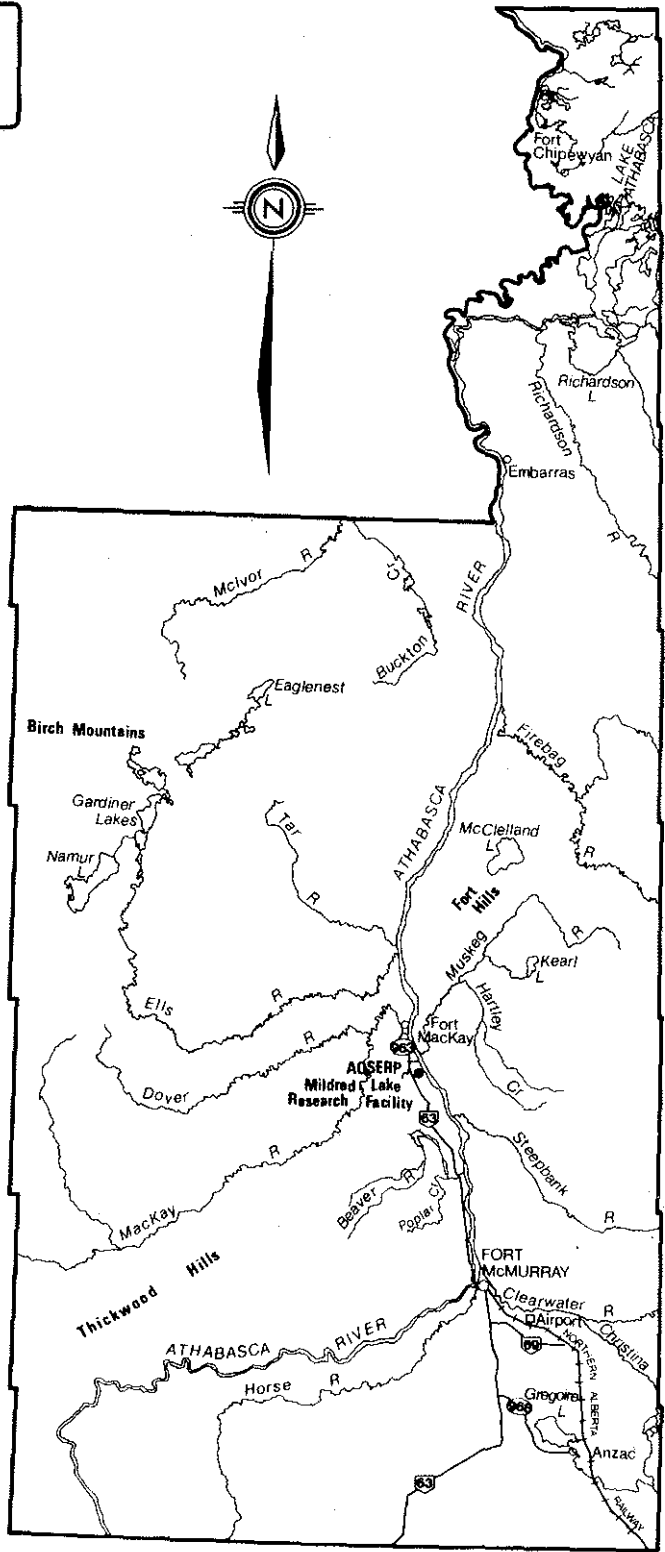 Fort
Chipewyan
LAKE
ATHABASCA
N
Richardson
L
Richardson
R
Embarras
McIvor R
Cr
Buckton
RIVER
Eaglenest
L
Birch Mountains
Firebag
R
Gardiner
Lakes
Tar
R
ATHABASCA
McClelland
L
Namur
L
Fort
Hills
Muskeg
R
Kearl
L
Ells
R
Hartley
Cr
Fort
MacKay
963
Dover
R
AOSERP
Mildred Lake
Research Facility
63
Steepbank
R
MacKay
R
Beaver R
Poplar Cr
Thickwood Hills
FORT
McMURRAY
Clearwater R
Airport
Christina
69
NORTHERN ALBERTA
RAILWAY
ATHABASCA RIVER
Horse R
Gregoire
L
968
Anzac
63